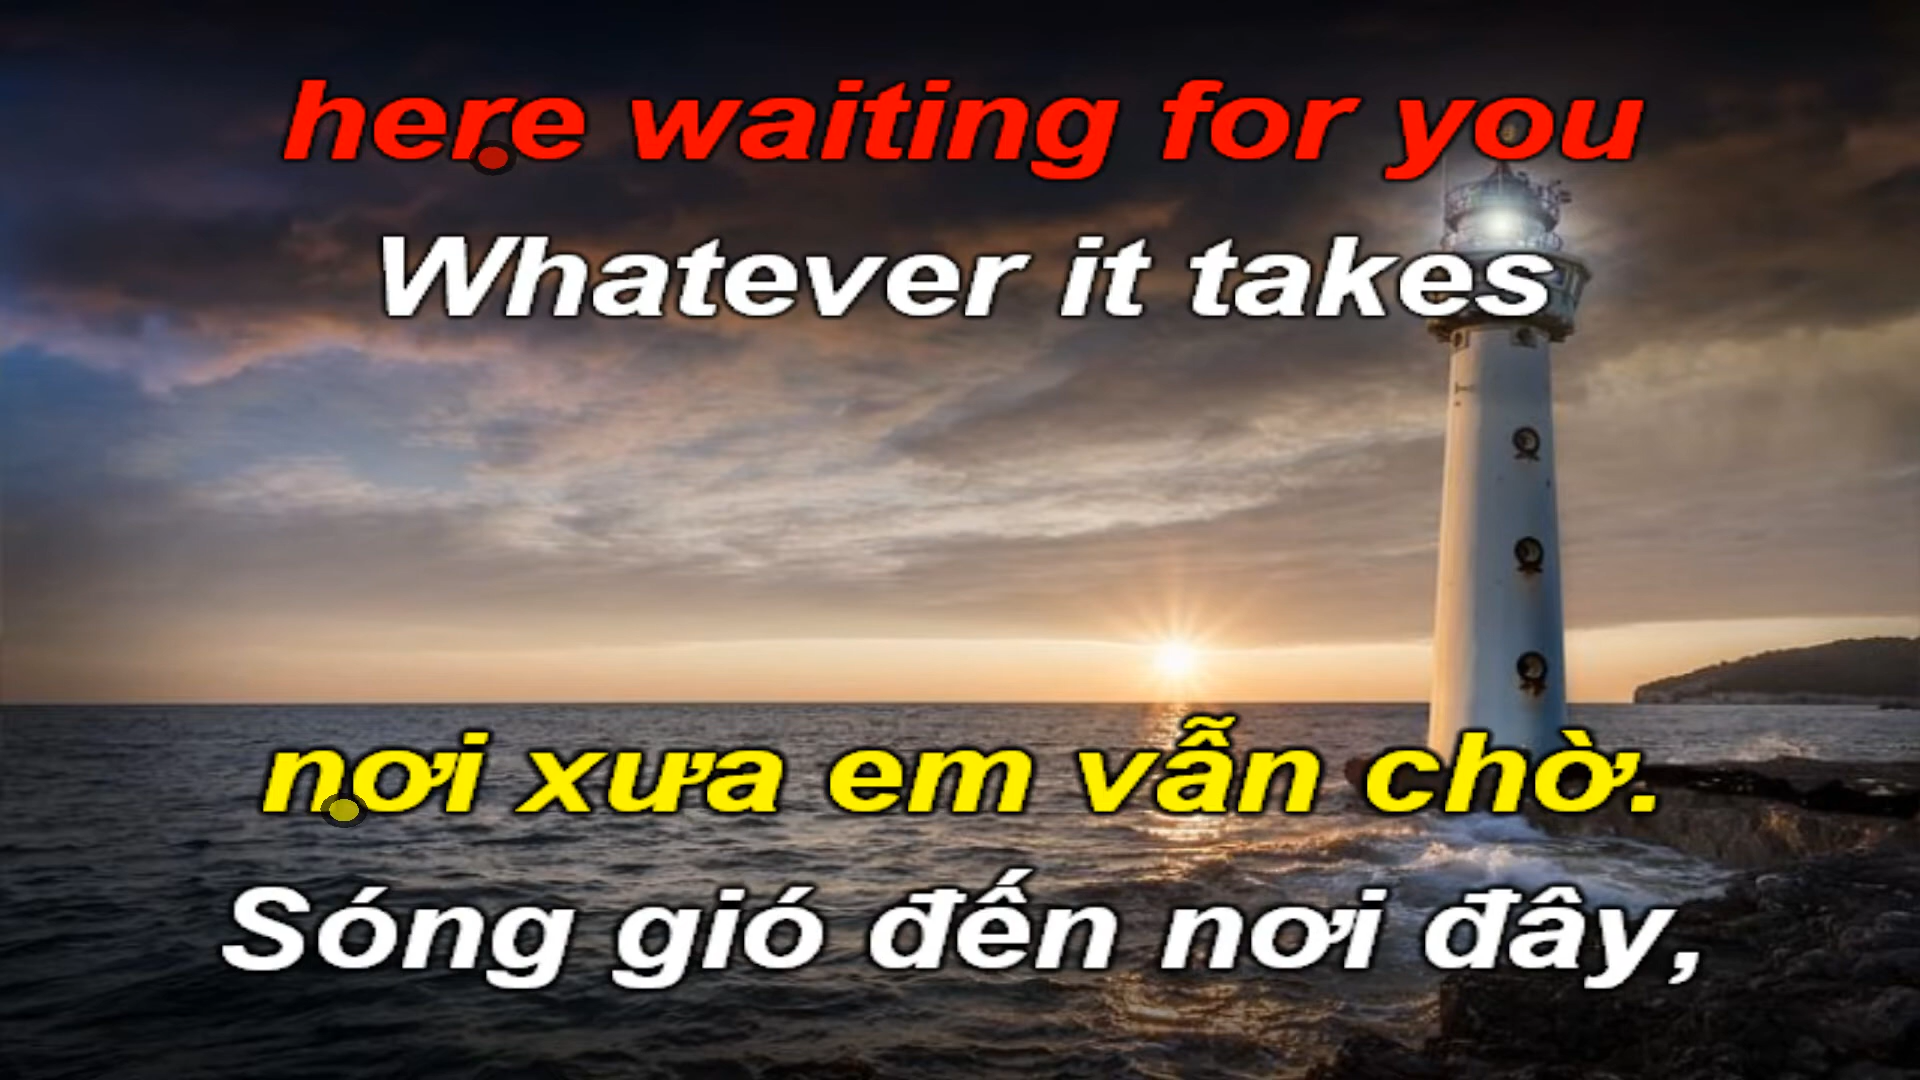 here waiting for you
Whatever it takes
nơi xưa em vẫn chờ.
Sóng gió đến nơi đây,